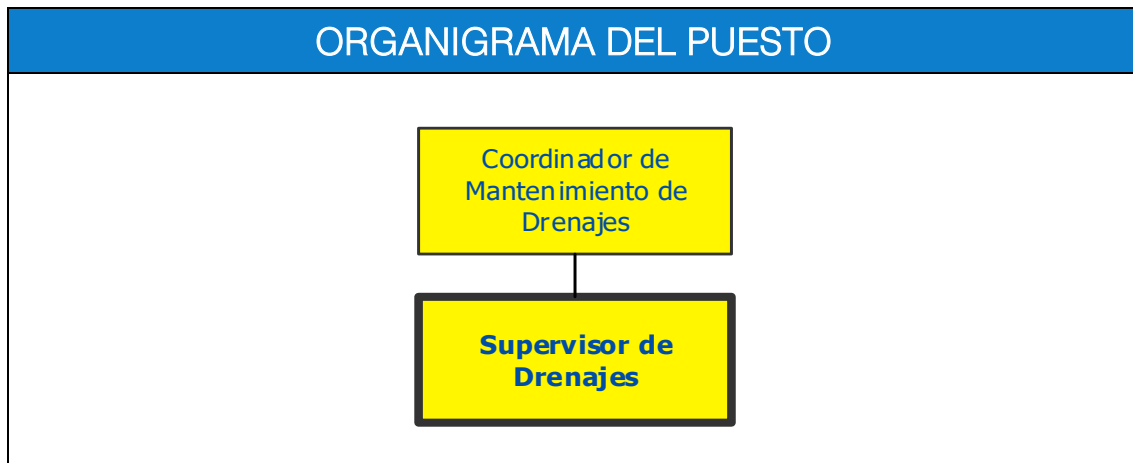 ORGANIGRAMA DEL PUESTO
Coordinador de
Mantenimiento de
Drenajes
Supervisor de
Drenajes